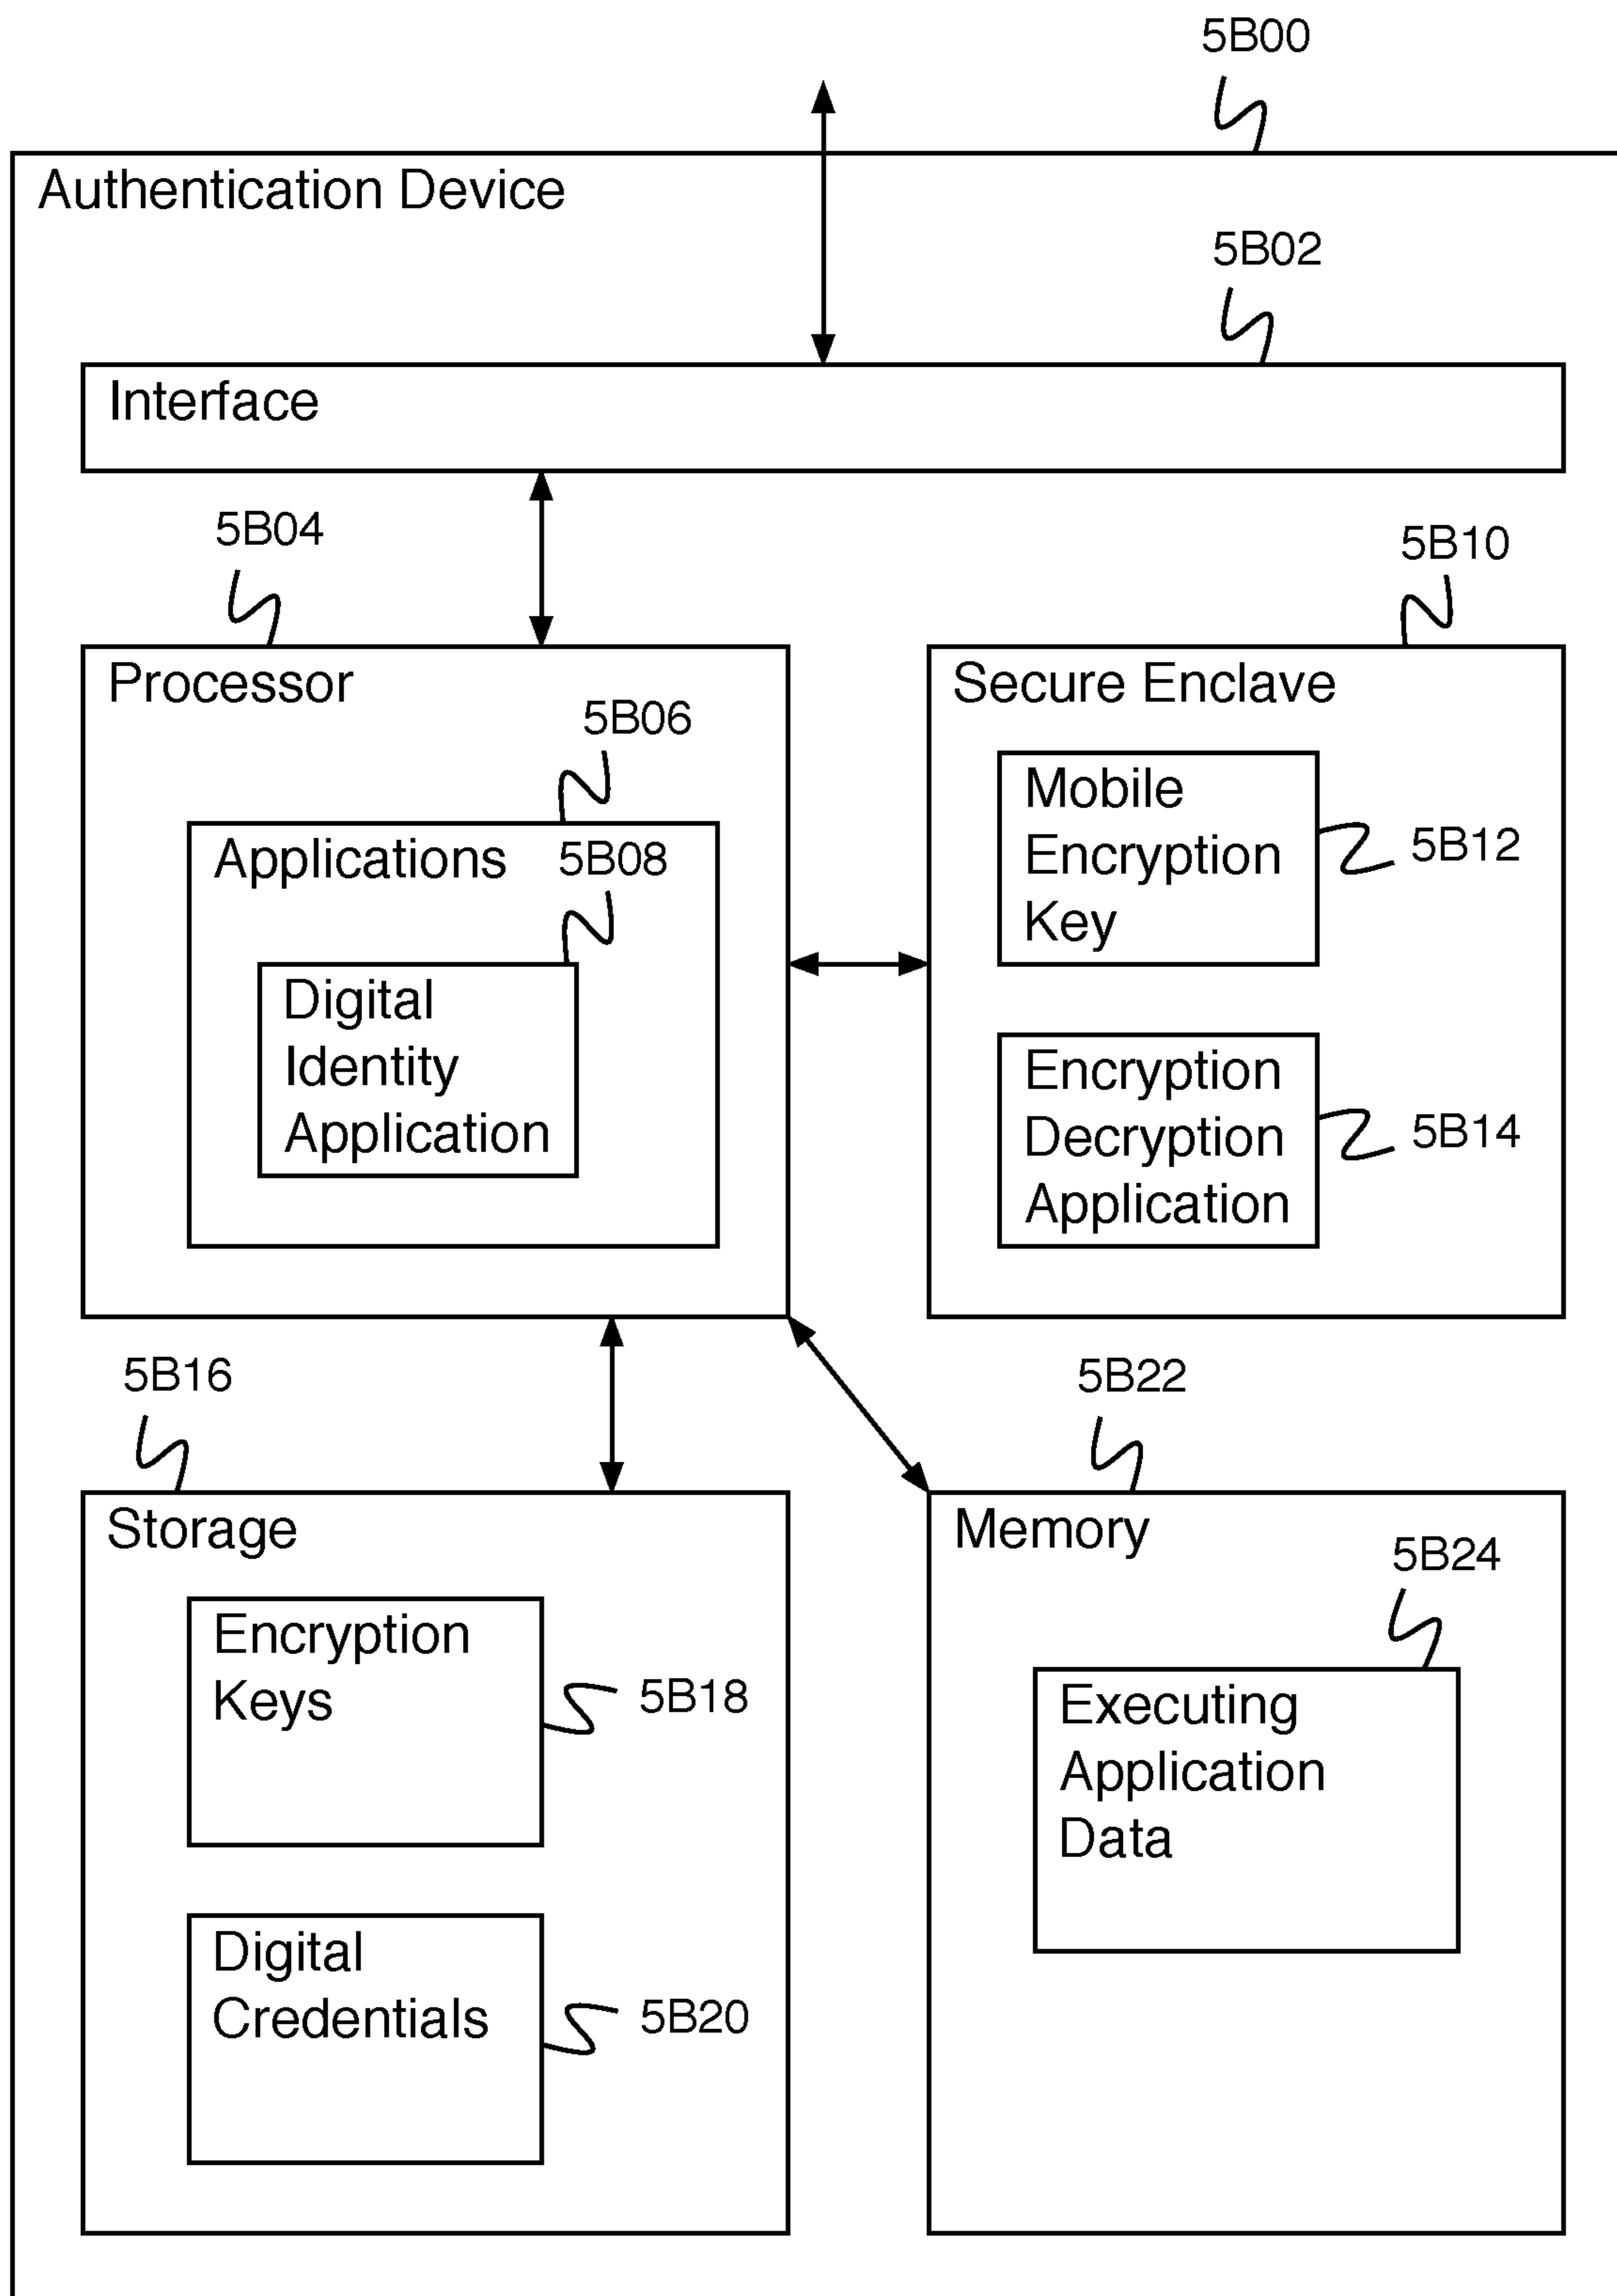 5B00
Authentication Device
5B02
Interface
5B04
5B10
Processor
Secure Enclave
5B06
Mobile
Encryption
Key
5B12
Applications
5B08
Digital
Identity
Application
Encryption
Decryption
Application
5B14
5B16
5B22
Storage
Memory
5B24
Encryption
Keys
5B18
Executing
Application
Data
Digital
Credentials
5B20